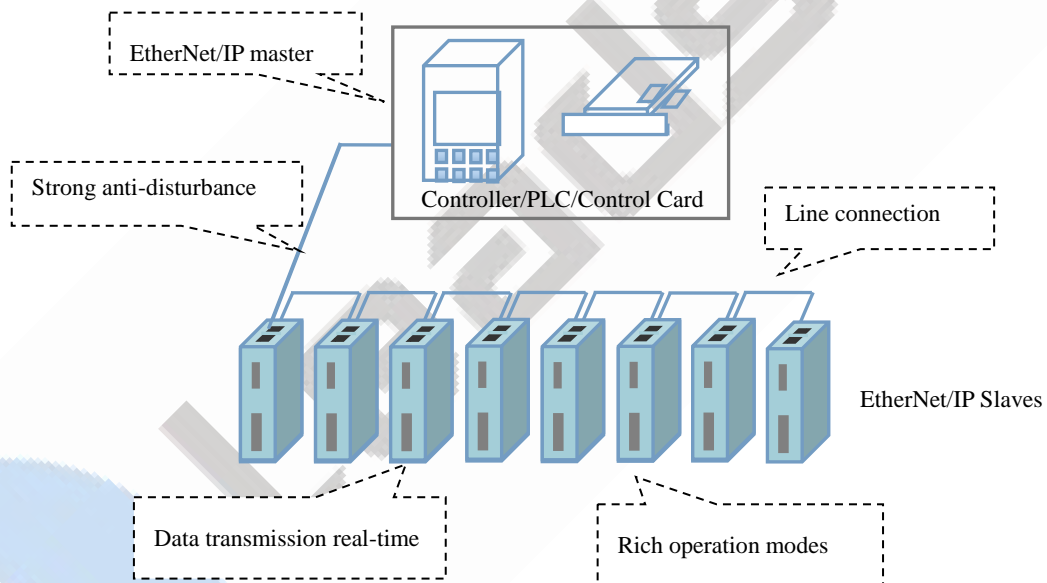 EtherNet/IP master
Controller/PLC/Control Card
Strong anti-disturbance
Line connection
EtherNet/IP Slaves
Data transmission real-time
Rich operation modes